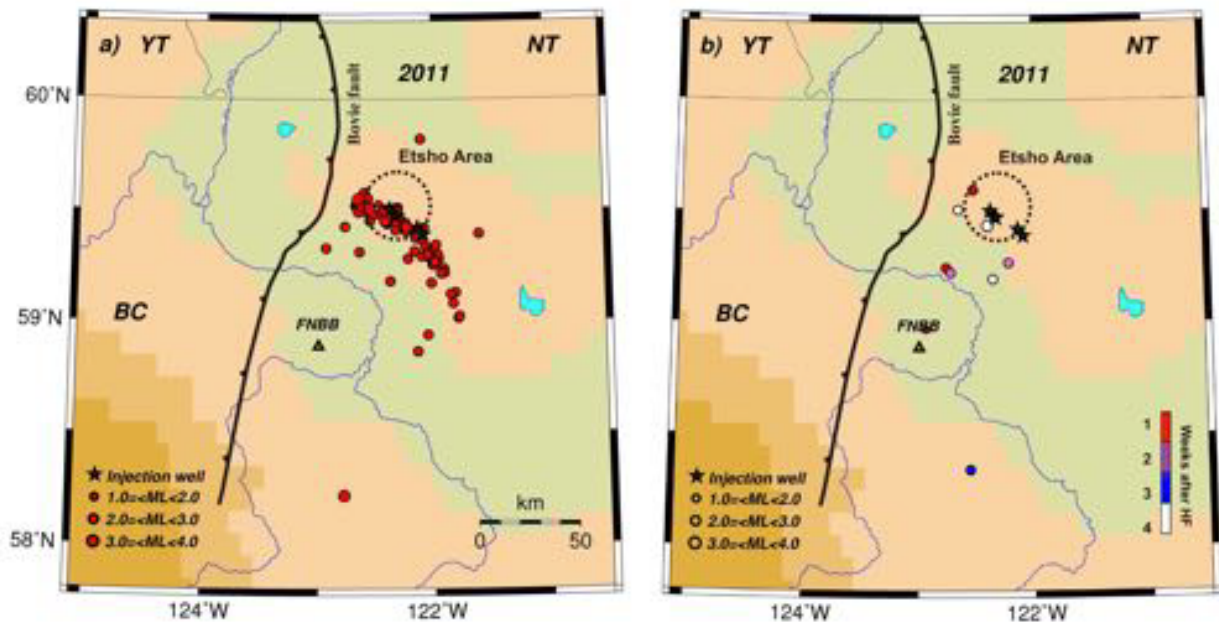 a) YT
NT
2011
60°N
Bovie fault
Etsho Area
59°N
BC
FNBB
Injection well
1.0=<ML<2.0
2.0=<ML<3.0
3.0=<ML<4.0
km
0 50
58°N
124°W 122°W
b) YT
NT
2011
Bovie fault
Etsho Area
BC
FNBB
Injection well
1.0=<ML<2.0
2.0=<ML<3.0
3.0=<ML<4.0
1
2
3
4
Weeks after HF
124°W 122°W